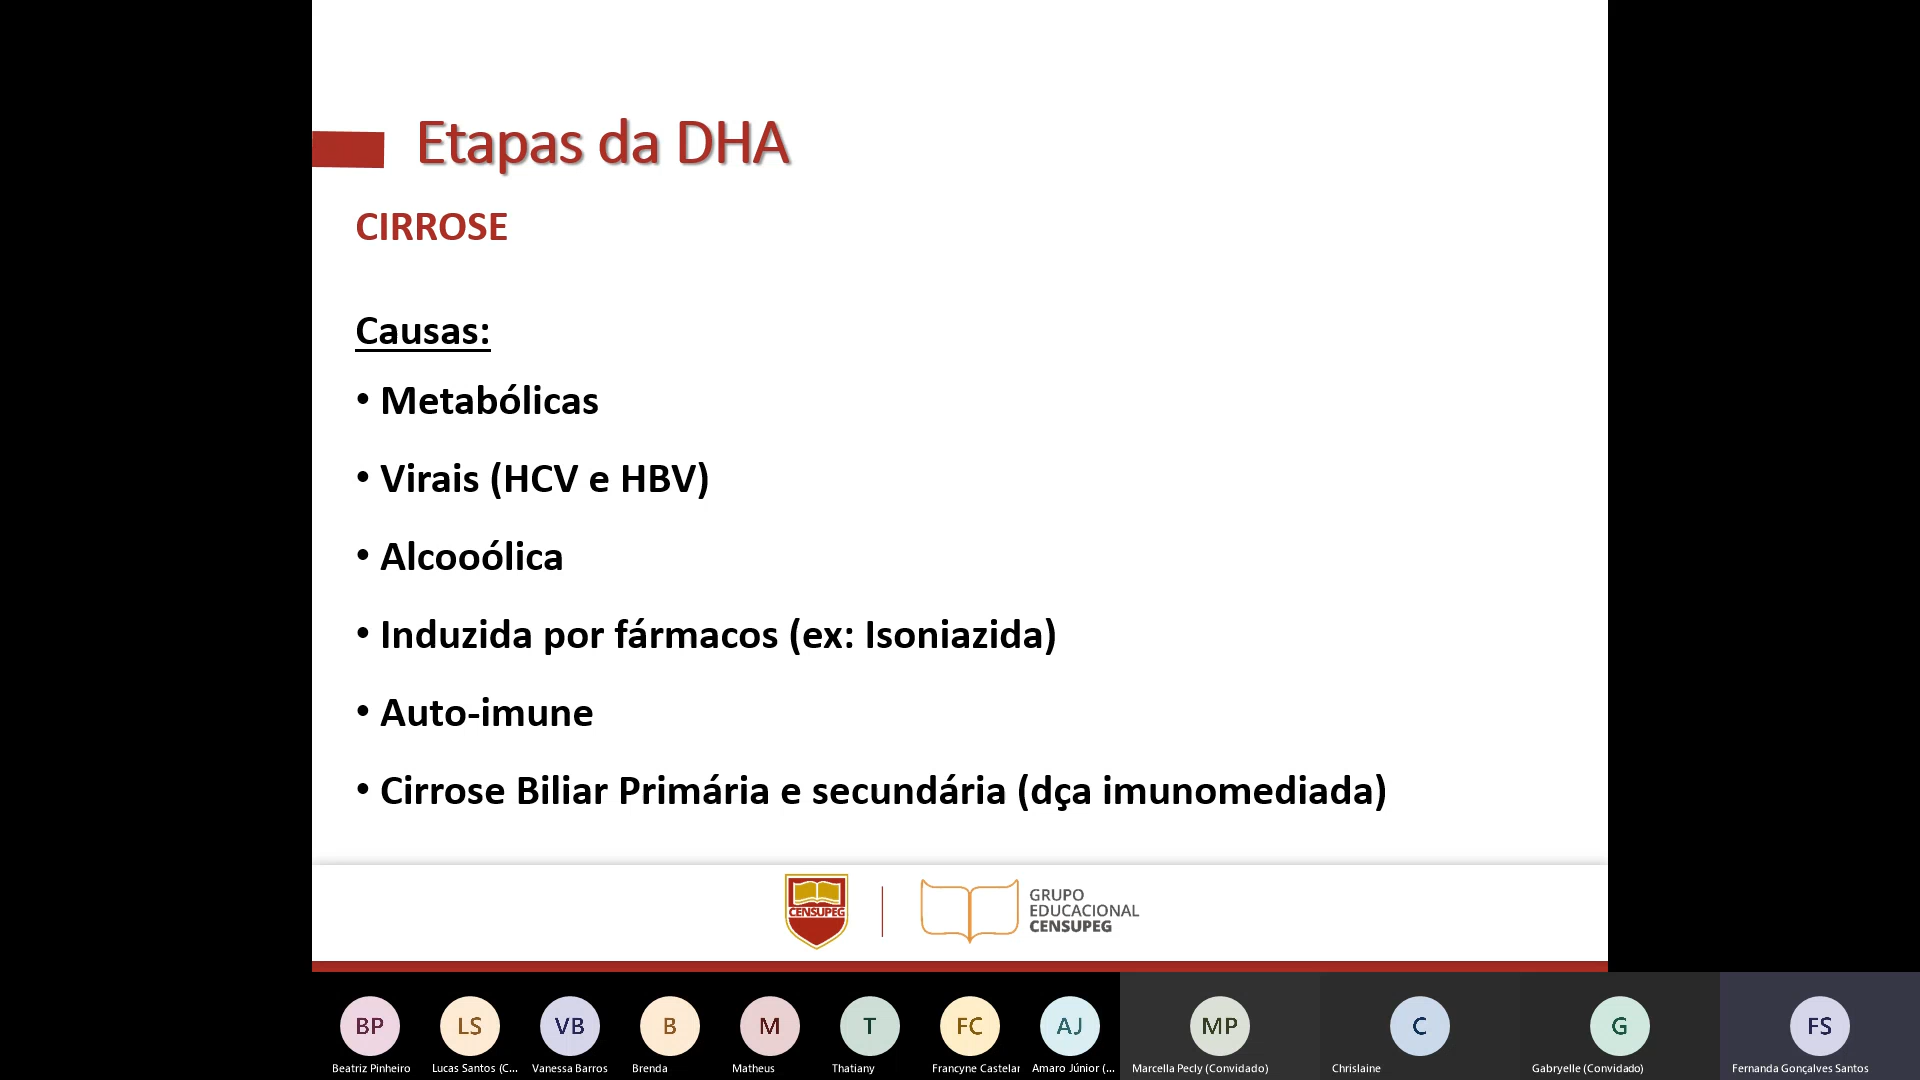 Etapas da DHA
CIRROSE
Causas:
• Metabólicas
• Virais (HCV e HBV)
• Alcooólica
• Induzida por fármacos (ex: Isoniazida)
• Auto-imune
• Cirrose Biliar Primária e secundária (dça imunomediada)
CENSUPEG
GRUPO
EDUCACIONAL
CENSUPEG
BP
LS
VB
B
M
T
FC
AJ
MP
C
G
FS
Beatriz Pinheiro
Lucas Santos (C...
Vanessa Barros
Brenda
Matheus
Thatiany
Francyne Castelar
Amaro Júnior (...
Marcella Pecly (Convidado)
Chrislaine
Gabryelle (Convidado)
Fernanda Gonçalves Santos